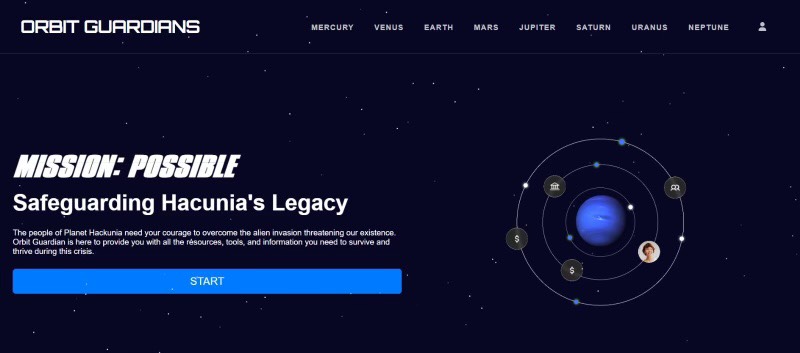 ORBIT GUARDIANS
MERCURY VENUS EARTH MARS JUPITER SATURN URANUS NEPTUNE
MISSION: POSSIBLE
Safeguarding Hacunia's Legacy
The people of Planet Hackunia need your courage to overcome the alien invasion threatening our existence.
Orbit Guardian is here to provide you with all the resources, tools, and information you need to survive and
thrive during this crisis.
START
$
$